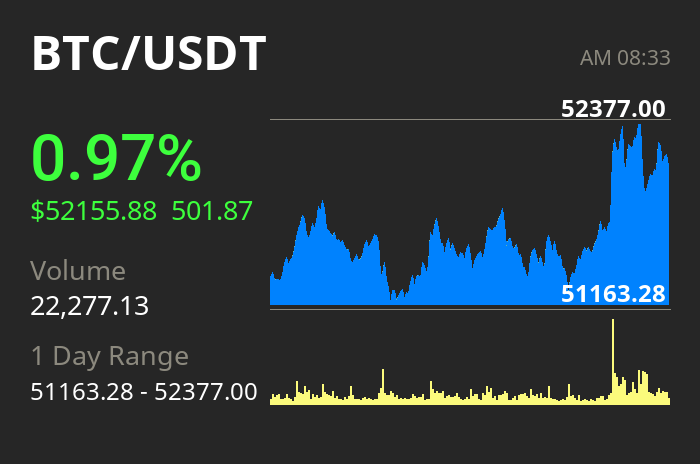 BTC/USDT
AM 08:33
52377.00
0.97%
$52155.88 501.87
Volume
22,277.13
51163.28
1 Day Range
51163.28 - 52377.00